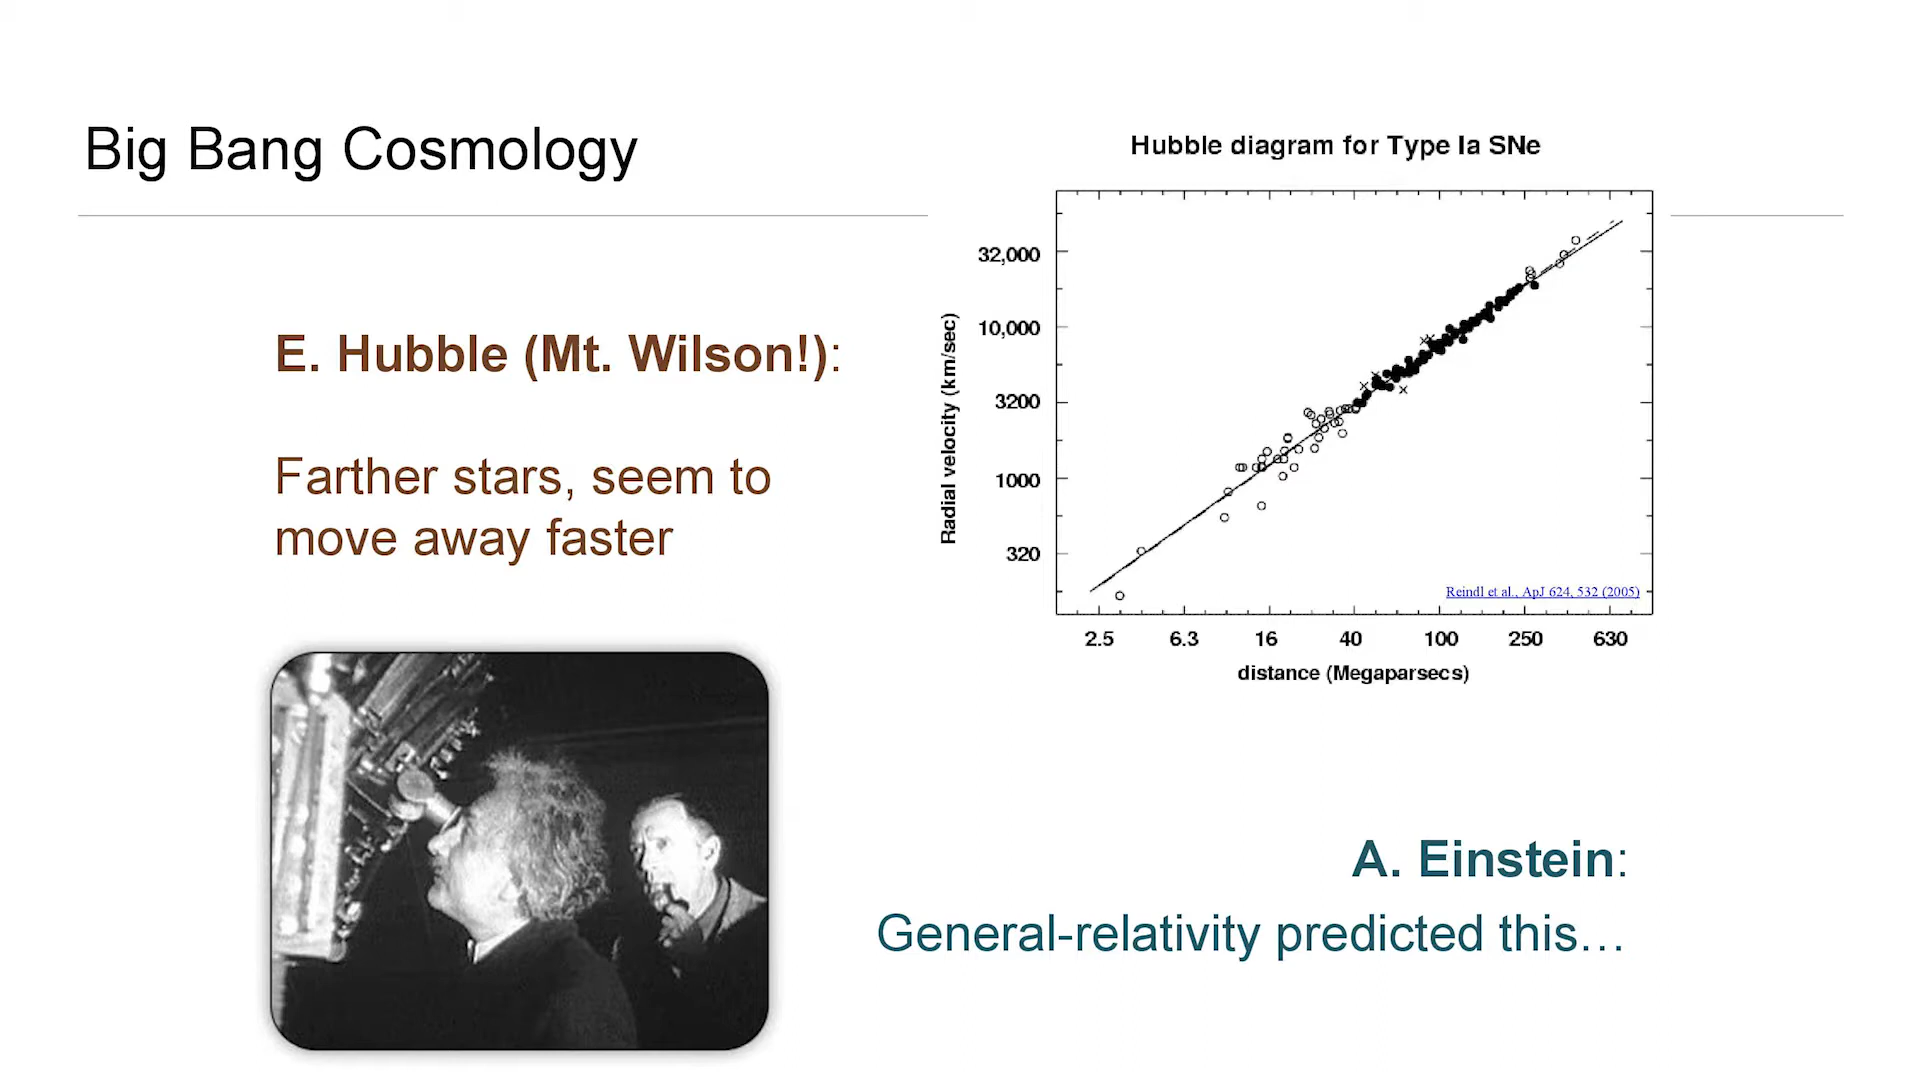 Big Bang Cosmology
E. Hubble (Mt. Wilson!):
Farther stars, seem to
move away faster
Hubble diagram for Type Ia SNe
Radial velocity (km/sec)
32,000
10,000
3200
1000
320
Reindl et al., ApJ 624, 532 (2005)
2.5 6.3 16 40 100 250 630
distance (Megaparsecs)
A. Einstein:
General-relativity predicted this…